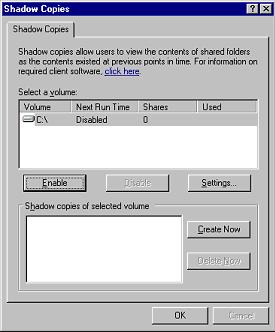 Shadow Copies
Shadow Copies
Shadow copies allow users to view the contents of shared folders
as the contents existed at previous points in time. For information on
required client software, click here.
Select a volume:
Volume Next Run Time Shares Used
C:\ Disabled 0
Enable Disable Settings...
Shadow copies of selected volume
Create Now
Delete Now
OK Cancel